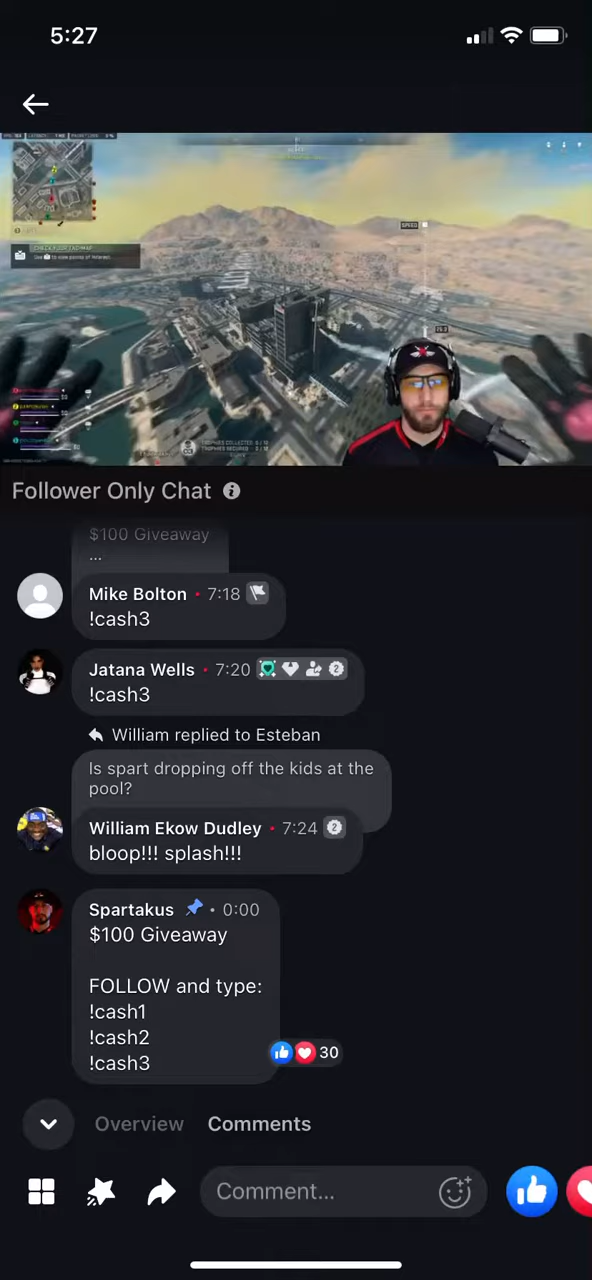 5:27
SPEED
Follower Only Chat
$100 Giveaway
...
Mike Bolton • 7:18
!cash3
Jatana Wells • 7:20
!cash3
William replied to Esteban
Is spart dropping off the kids at the
pool?
William Ekow Dudley • 7:24
bloop!!! splash!!!
Spartakus • 0:00
$100 Giveaway
FOLLOW and type:
!cash1
!cash2
!cash3
30
Overview Comments
Comment...